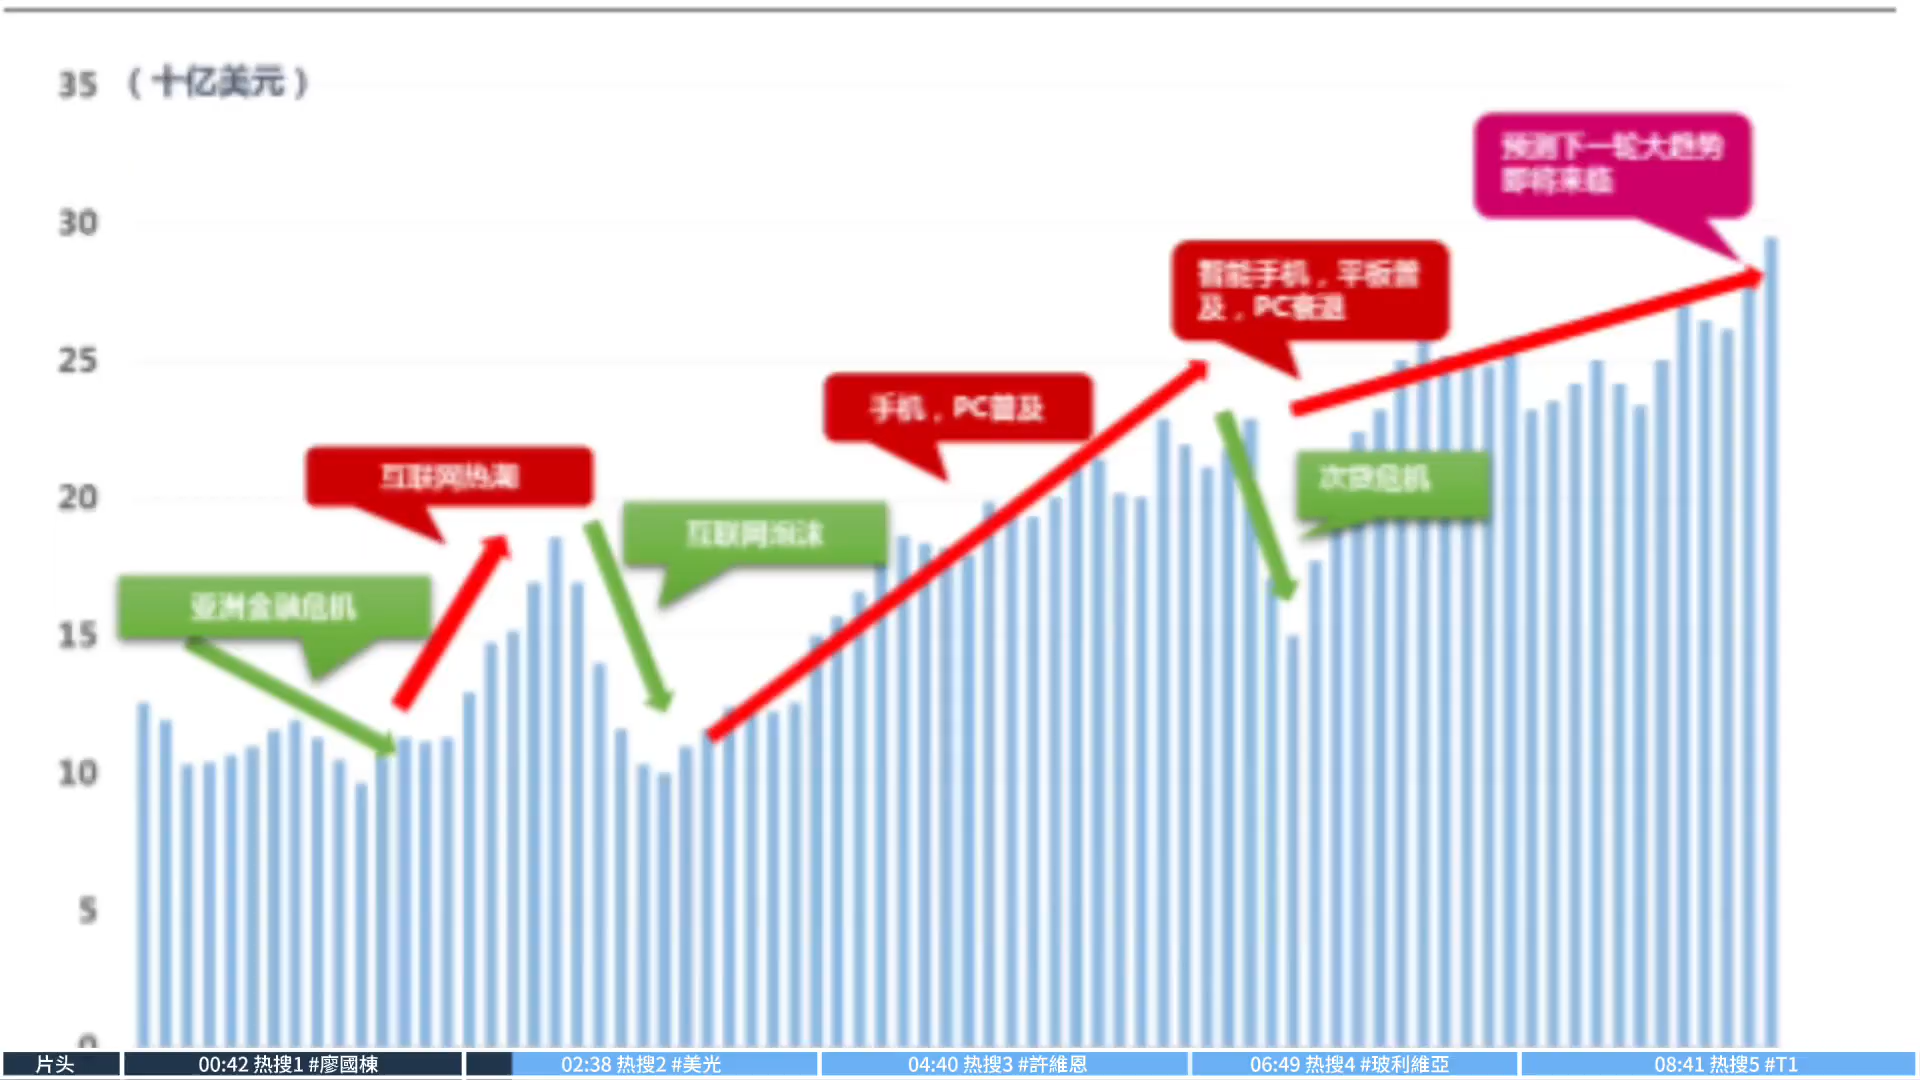 35 （十亿美元）
预测下一轮大趋势
即将来临
30
智能手机，平板普
及，PC衰退
25
手机，PC普及
互联网热潮
次贷危机
20
互联网泡沫
亚洲金融危机
15
10
5
0
片头
00:42 热搜1 #廖國棟
02:38 热搜2 #美光
04:40 热搜3 #許維恩
06:49 热搜4 #玻利維亞
08:41 热搜5 #T1